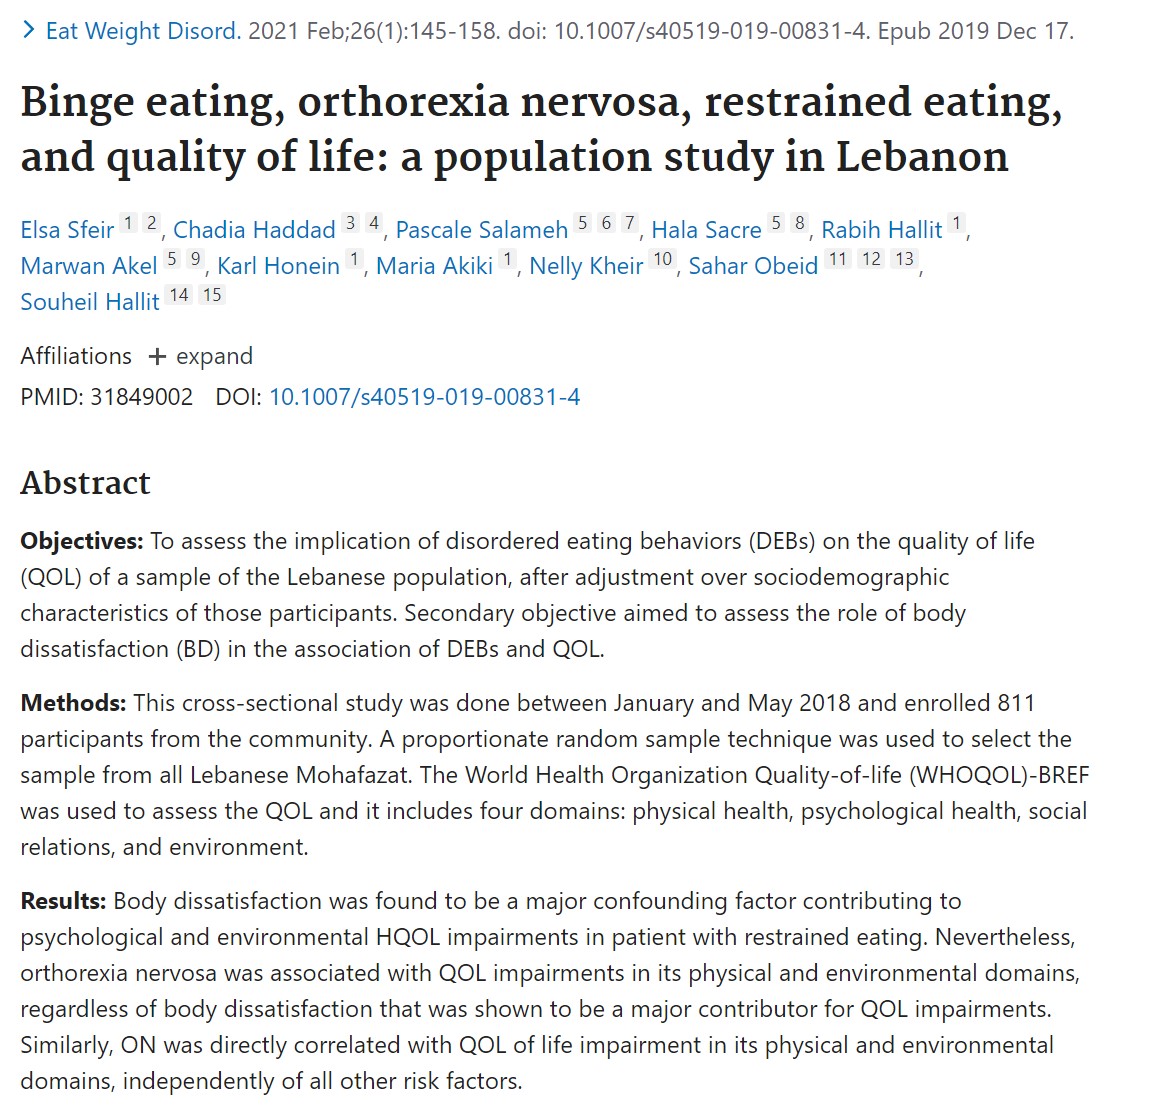 > Eat Weight Disord. 2021 Feb;26(1):145-158. doi: 10.1007/s40519-019-00831-4. Epub 2019 Dec 17.
Binge eating, orthorexia nervosa, restrained eating,
and quality of life: a population study in Lebanon
Elsa Sfeir 1 2, Chadia Haddad 3 4, Pascale Salameh 5 6 7, Hala Sacre 5 8, Rabih Hallit 1,
Marwan Akel 5 9, Karl Honein 1, Maria Akiki 1, Nelly Kheir 10, Sahar Obeid 11 12 13,
Souheil Hallit 14 15
Affiliations + expand
PMID: 31849002 DOI: 10.1007/s40519-019-00831-4
Abstract
Objectives: To assess the implication of disordered eating behaviors (DEBs) on the quality of life
(QOL) of a sample of the Lebanese population, after adjustment over sociodemographic
characteristics of those participants. Secondary objective aimed to assess the role of body
dissatisfaction (BD) in the association of DEBs and QOL.
Methods: This cross-sectional study was done between January and May 2018 and enrolled 811
participants from the community. A proportionate random sample technique was used to select the
sample from all Lebanese Mohafazat. The World Health Organization Quality-of-life (WHOQOL)-BREF
was used to assess the QOL and it includes four domains: physical health, psychological health, social
relations, and environment.
Results: Body dissatisfaction was found to be a major confounding factor contributing to
psychological and environmental HQOL impairments in patient with restrained eating. Nevertheless,
orthorexia nervosa was associated with QOL impairments in its physical and environmental domains,
regardless of body dissatisfaction that was shown to be a major contributor for QOL impairments.
Similarly, ON was directly correlated with QOL of life impairment in its physical and environmental
domains, independently of all other risk factors.